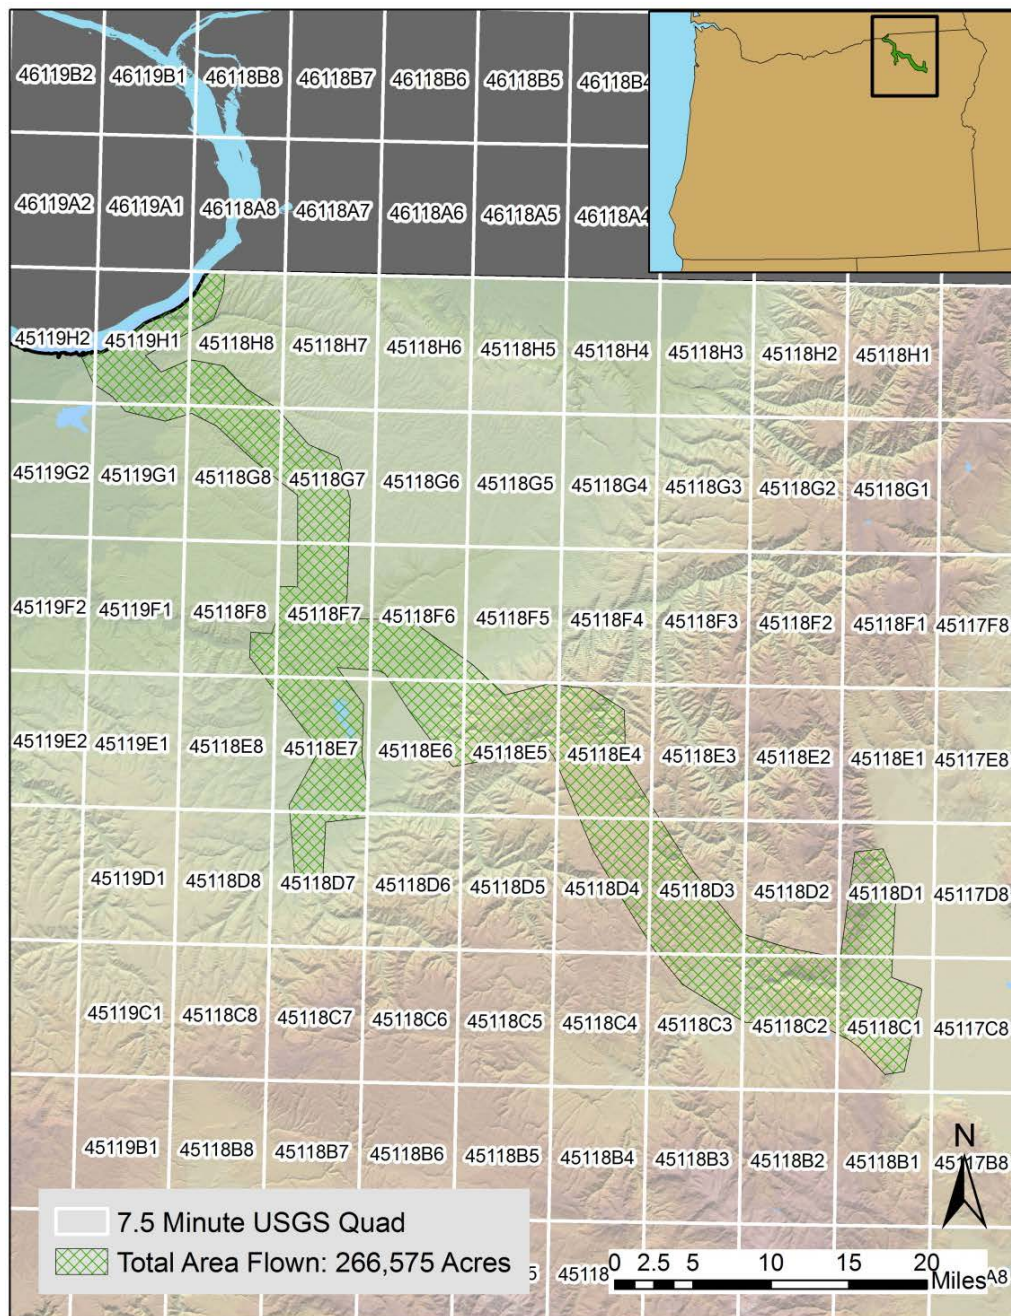 46119B2 46119B1 46118B8 46118B7 46118B6 46118B5 46118B4
46119A2 46119A1 46118A8 46118A7 46118A6 46118A5 46118A4
45119H2 45119H1 45118H8 45118H7 45118H6 45118H5 45118H4 45118H3 45118H2 45118H1
45119G2 45119G1 45118G8 45118G7 45118G6 45118G5 45118G4 45118G3 45118G2 45118G1
45119F2 45119F1 45118F8 45118F7 45118F6 45118F5 45118F4 45118F3 45118F2 45118F1 45117F8
45119E2 45119E1 45118E8 45118E7 45118E6 45118E5 45118E4 45118E3 45118E2 45118E1 45117E8
45119D1 45118D8 45118D7 45118D6 45118D5 45118D4 45118D3 45118D2 45118D1 45117D8
45119C1 45118C8 45118C7 45118C6 45118C5 45118C4 45118C3 45118C2 45118C1 45117C8
N
45119B1 45118B8 45118B7 45118B6 45118B5 45118B4 45118B3 45118B2 45118B1 45117B8
7.5 Minute USGS Quad
Total Area Flown: 266,575 Acres
5 45118 A8
0 2.5 5 10 15 20
Miles